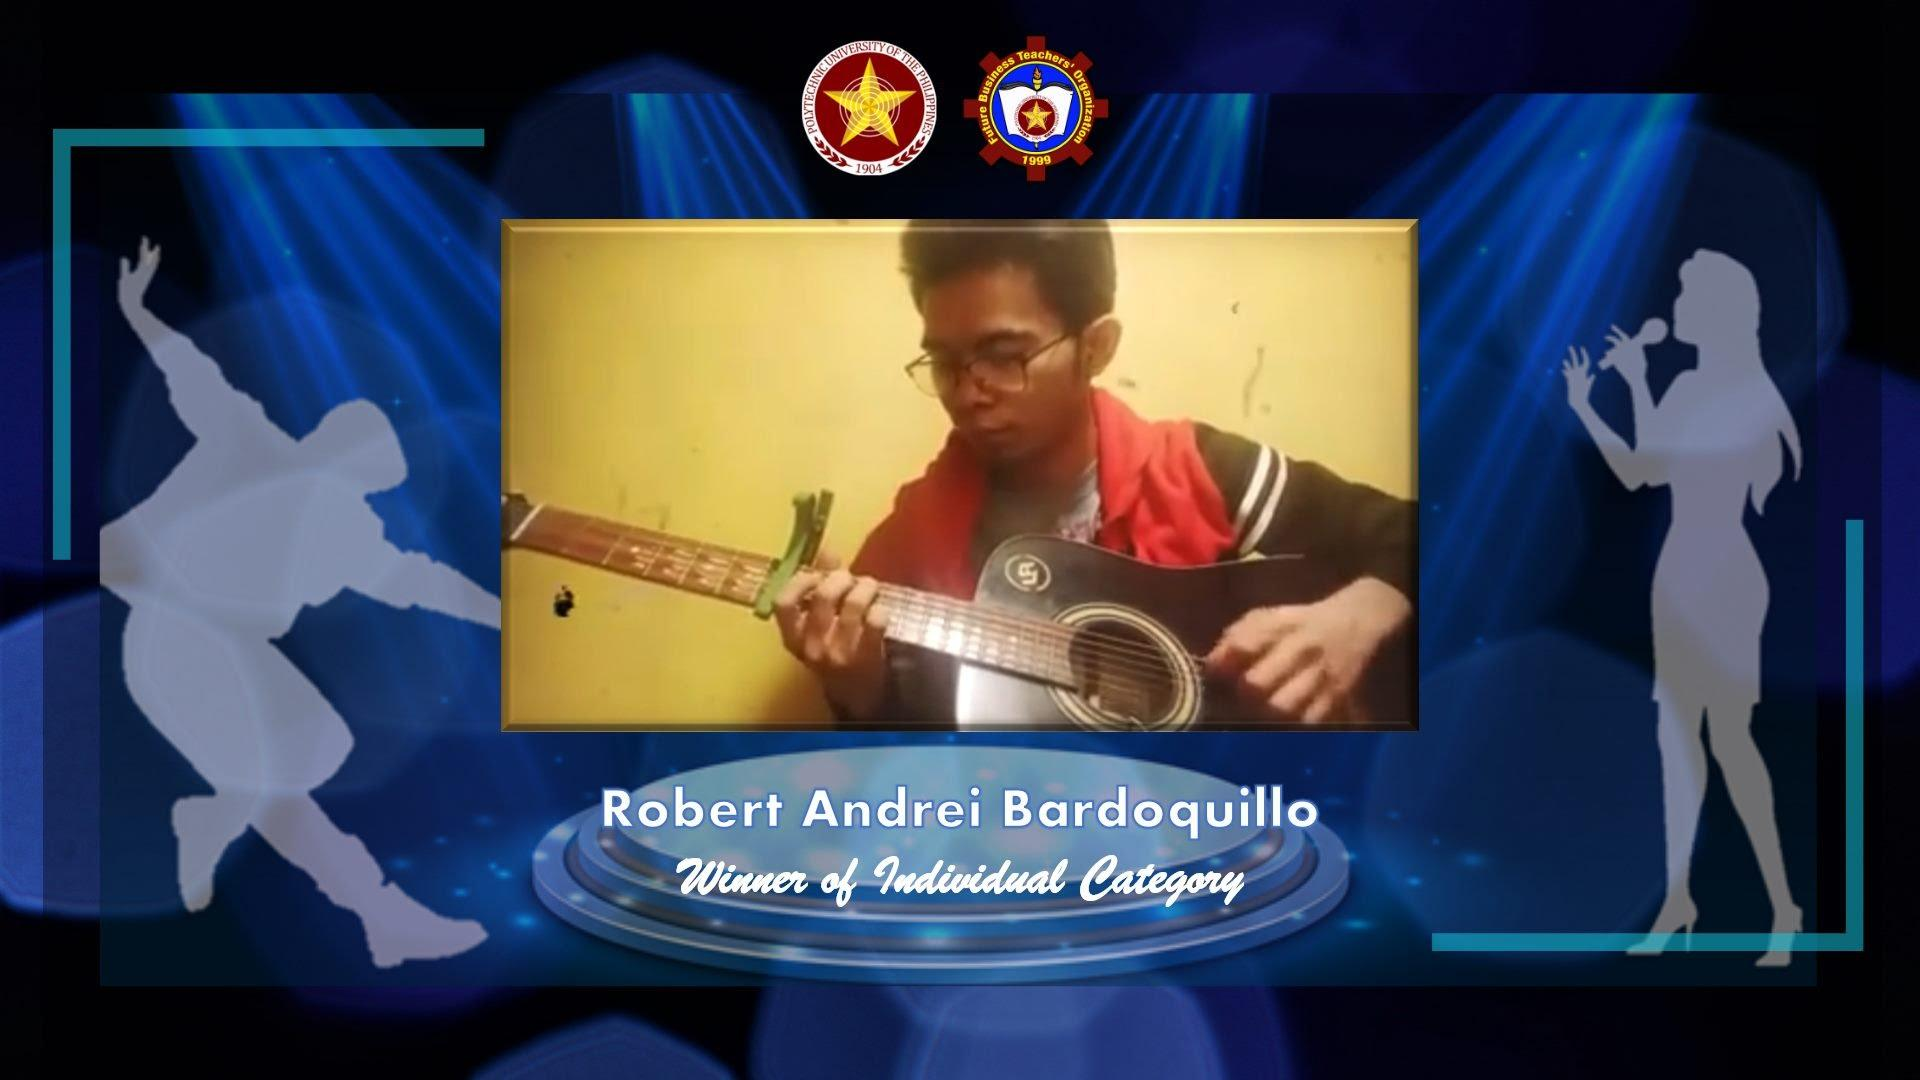 POLYTECHNIC UNIVERSITY OF THE PHILIPPINES
1904
Future Business Teachers' Organization
1999
Robert Andrei Bardoquillo
Winner of Individual Category